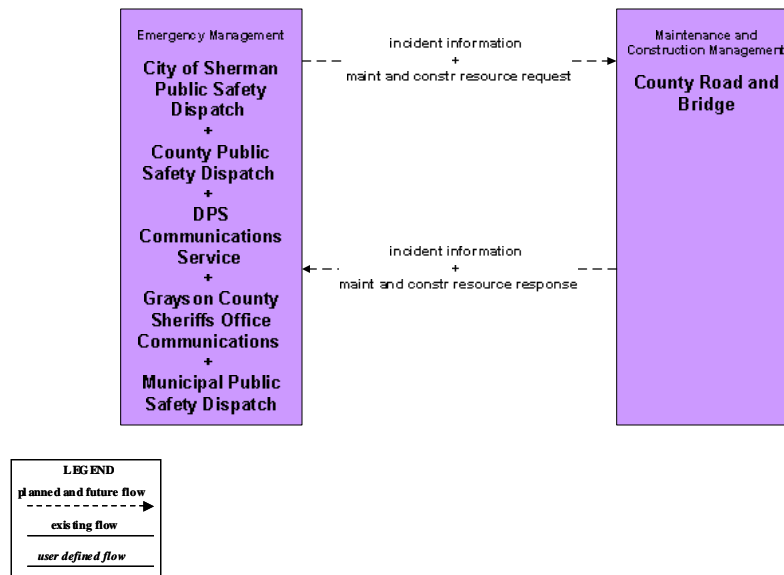 Emergency Management
City of Sherman
Public Safety
Dispatch
+
County Public
Safety Dispatch
+
DPS
Communications
Service
+
Grayson County
Sheriffs Office
Communications
+
Municipal Public
Safety Dispatch
incident information
+
maint and constr resource request
incident information
+
maint and constr resource response
Maintenance and
Construction Management
County Road and
Bridge
LEGEND
planned and future flow
existing flow
user defined flow